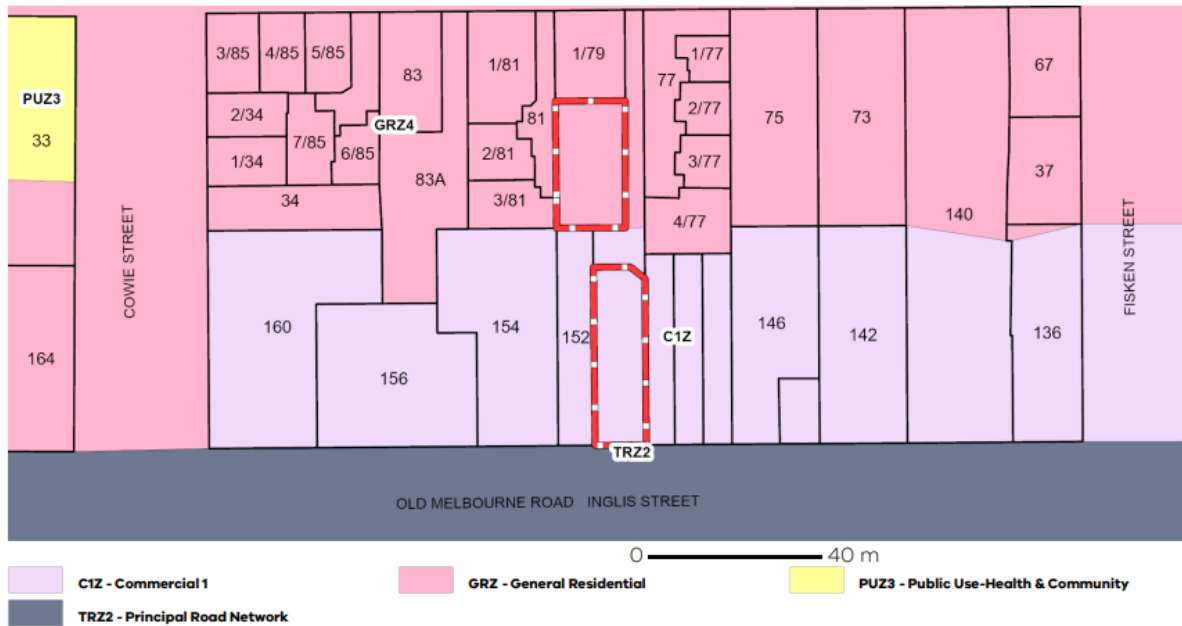 3/85 4/85 5/85 83 1/81 1/79 77 1/77 67
PUZ3 2/34 GRZ4 81 2/77 75 73
33 1/34 7/85 6/85 2/81 3/77 37
83A
34 3/81 4/77 140
COWIE STREET
FISKEN STREET
160 154 152 C1Z 146 142 136
164 156
TRZ2
OLD MELBOURNE ROAD INGLIS STREET
0 40 m
C1Z - Commercial 1 GRZ - General Residential PUZ3 - Public Use-Health & Community
TRZ2 - Principal Road Network